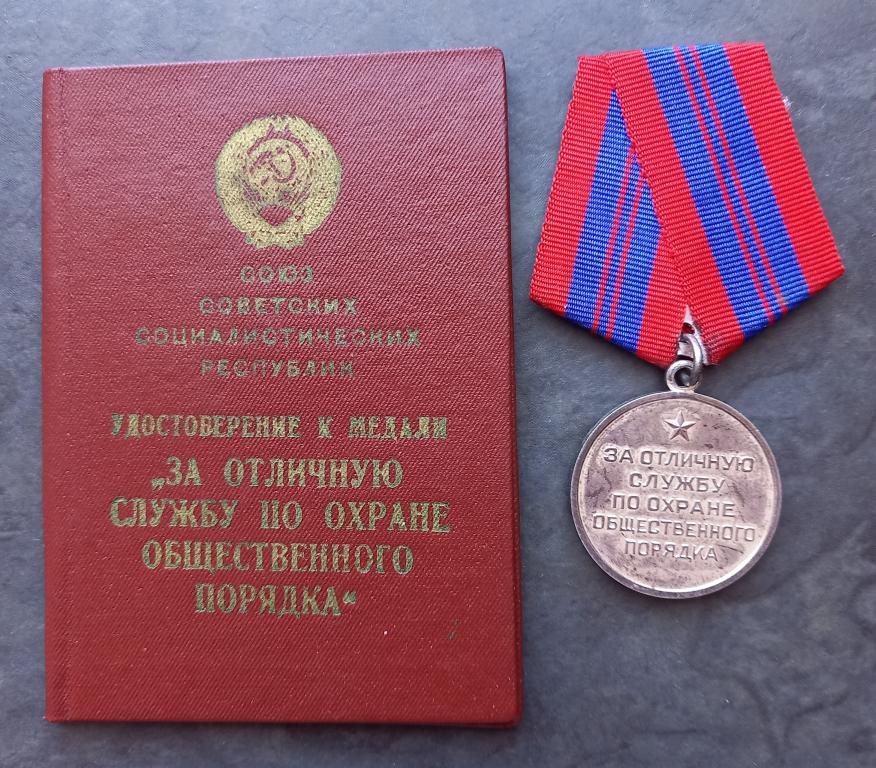 СОЮЗ
СОВЕТСКИХ
СОЦИАЛИСТИЧЕСКИХ
РЕСПУБЛИК
УДОСТОВЕРЕНИЕ К МЕДАЛИ
„ЗА ОТЛИЧНУЮ
СЛУЖБУ ПО ОХРАНЕ
ОБЩЕСТВЕННОГО
ПОРЯДКА“
ЗА ОТЛИЧНУЮ
СЛУЖБУ
ПО ОХРАНЕ
ОБЩЕСТВЕННОГО
ПОРЯДКА